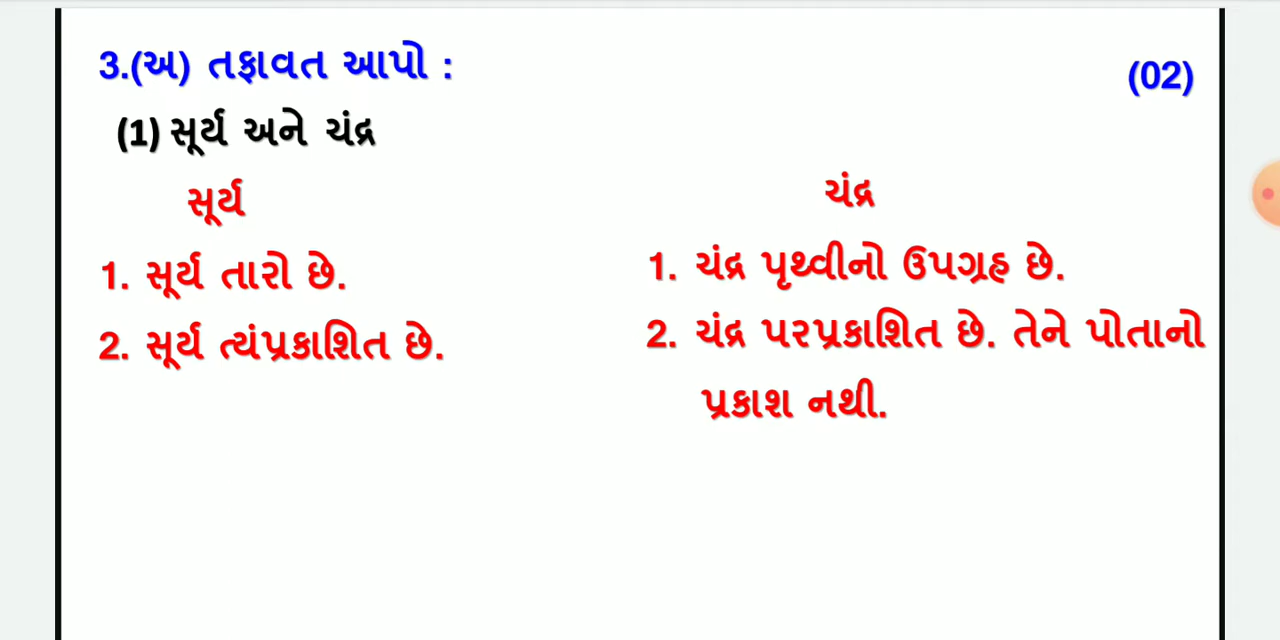 3.(અ) તફાવત આપો : (02)
(1) સૂર્ય અને ચંદ્ર
સૂર્ય ચંદ્ર
1. સૂર્ય તારો છે. 1. ચંદ્ર પૃથ્વીનો ઉપગ્રહ છે.
2. સૂર્ય ત્યંપ્રકાશિત છે. 2. ચંદ્ર પરપ્રકાશિત છે. તેને પોતાનો
પ્રકાશ નથી.